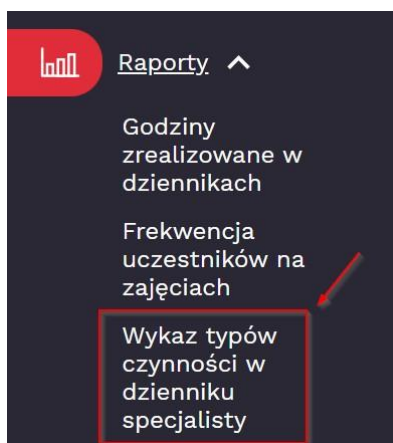 Raporty
Godziny
zrealizowane w
dziennikach
Frekwencja
uczestników na
zajęciach
Wykaz typów
czynności w
dzienniku
specjalisty